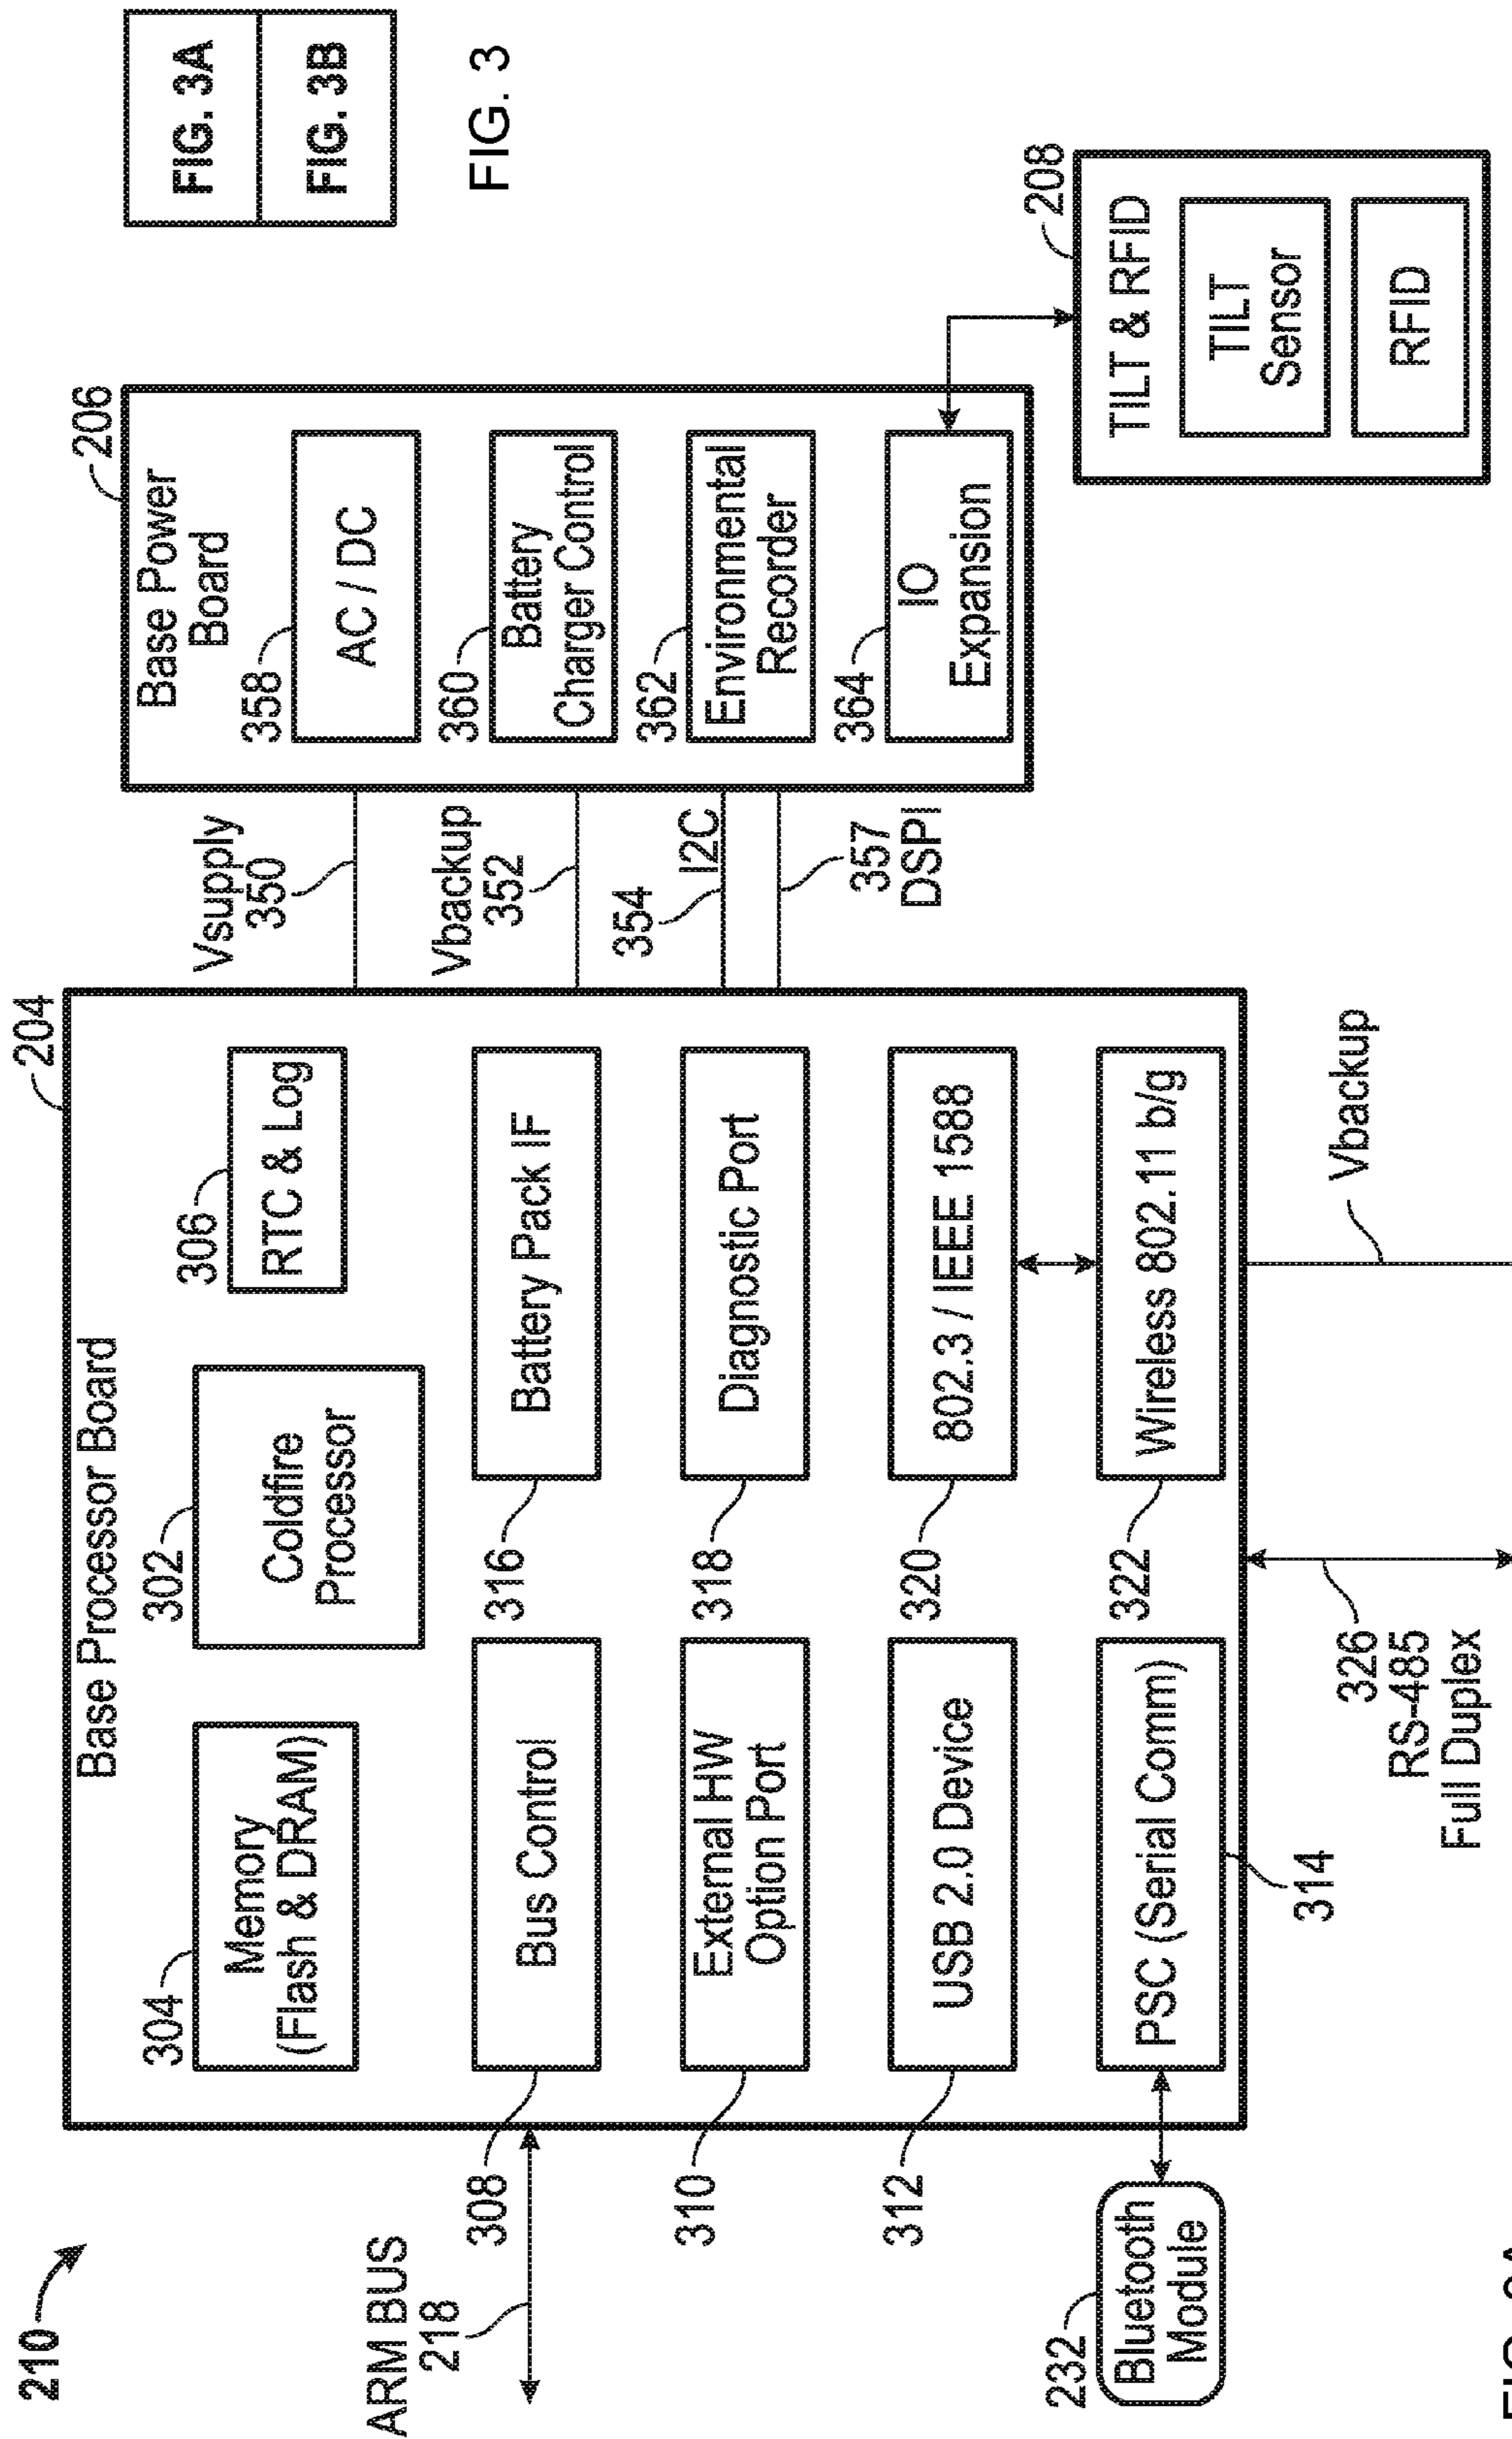 210
Base Processor Board
204
304
Memory
(Flash & DRAM)
302
Coldfire
Processor
306
RTC & Log
ARM BUS
218
308
Bus Control
316
Battery Pack IF
310
External HW
Option Port
318
Diagnostic Port
312
USB 2.0 Device
320
802.3 / IEEE 1588
232
Bluetooth
Module
PSC (Serial Comm)
314
322
Wireless 802.11 b/g
326
RS-485
Full Duplex
Vbackup
Vsupply
350
Vbackup
352
354
I2C
357
DSPI
206
Base Power
Board
358
AC / DC
360
Battery
Charger Control
362
Environmental
Recorder
364
IO
Expansion
208
TILT & RFID
TILT
Sensor
RFID
FIG. 3A
FIG. 3B
FIG. 3